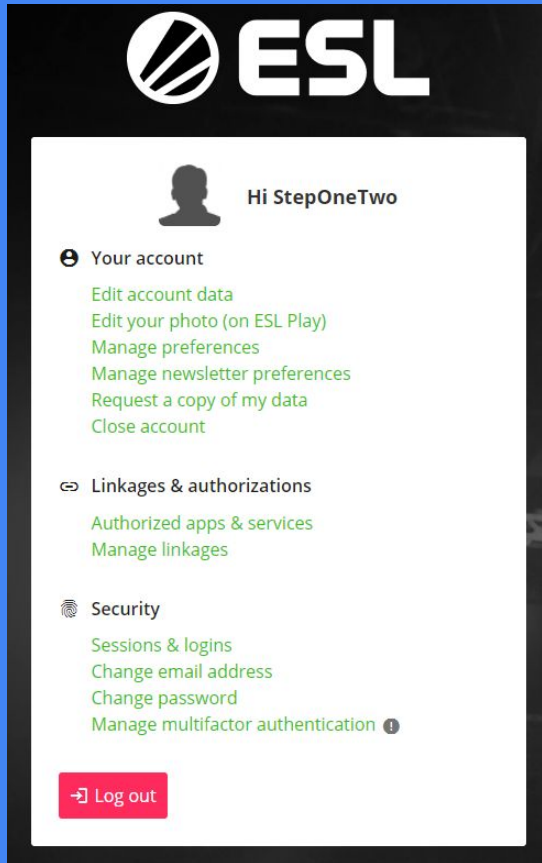 ESL
Hi StepOneTwo
Your account
Edit account data
Edit your photo (on ESL Play)
Manage preferences
Manage newsletter preferences
Request a copy of my data
Close account
Linkages & authorizations
Authorized apps & services
Manage linkages
Security
Sessions & logins
Change email address
Change password
Manage multifactor authentication
Log out